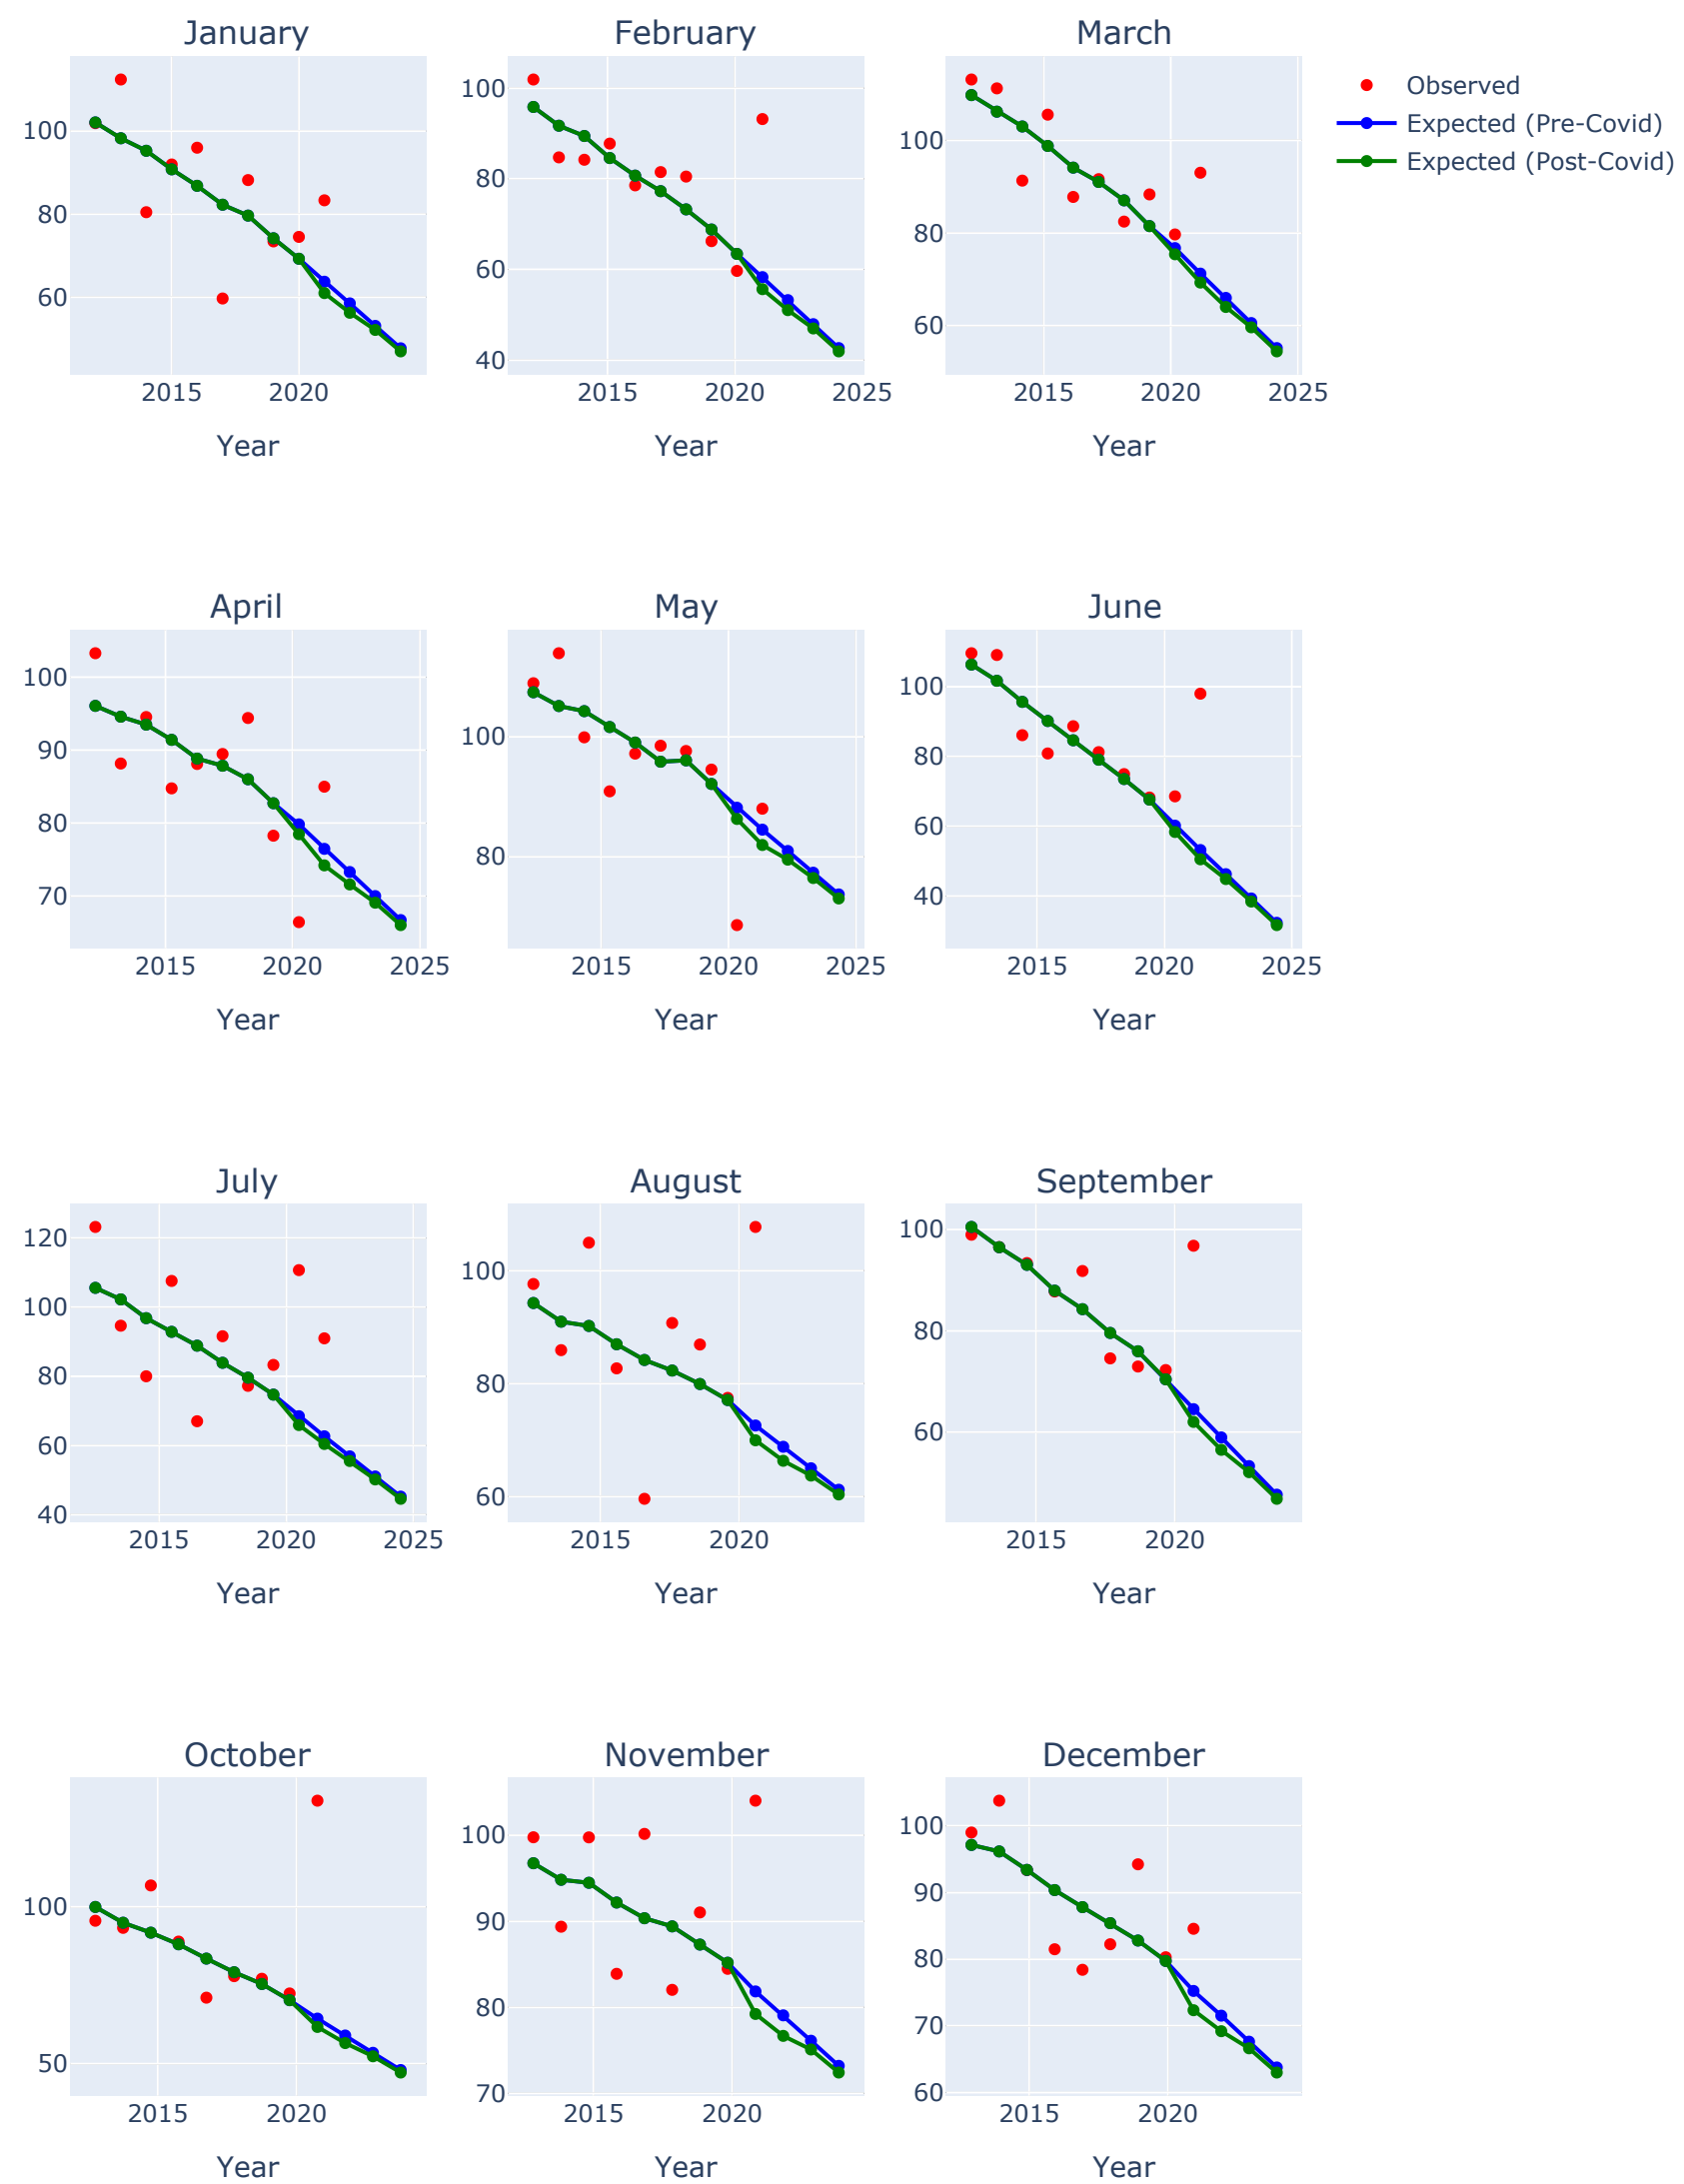 January
February
March
Observed
Expected (Pre-Covid)
Expected (Post-Covid)
100
80
60
2015
2020
Year
100
80
60
40
2015
2020
2025
Year
100
80
60
2015
2020
2025
Year
April
May
June
100
90
80
70
2015
2020
2025
Year
100
80
2015
2020
2025
Year
100
80
60
40
2015
2020
2025
Year
July
August
September
120
100
80
60
40
2015
2020
2025
Year
100
80
60
2015
2020
Year
100
80
60
2015
2020
Year
October
November
December
100
50
2015
2020
Year
100
90
80
70
2015
2020
Year
100
90
80
70
60
2015
2020
Year